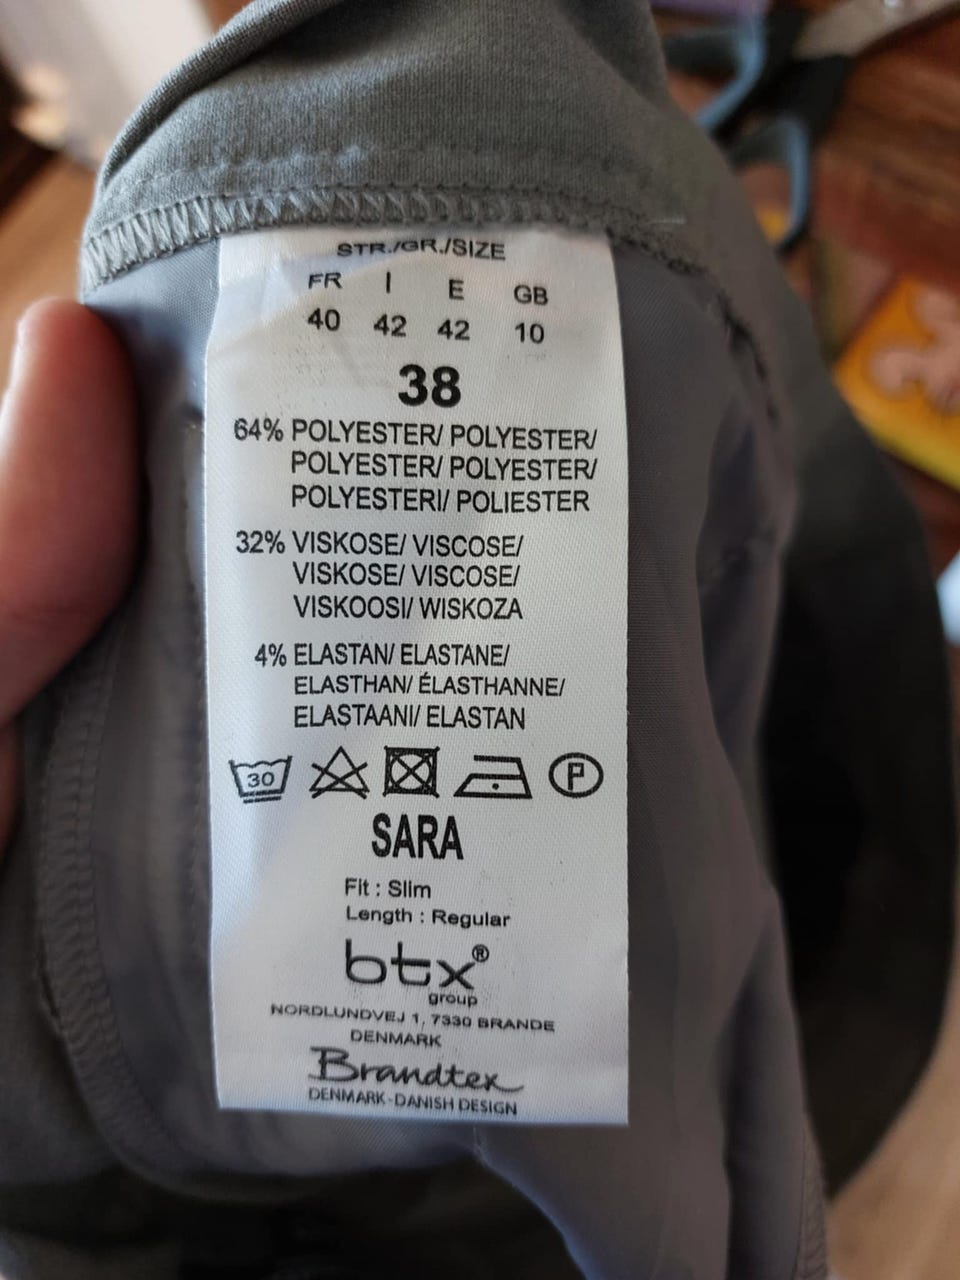 STR./GR./SIZE
FR I E GB
40 42 42 10
38
64% POLYESTER/ POLYESTER/
POLYESTER/ POLYESTER/
POLYESTERI/ POLIESTER
32% VISKOSE/ VISCOSE/
VISKOSE/ VISCOSE/
VISKOOSI/ WISKOZA
4% ELASTAN/ ELASTANE/
ELASTHAN/ ÉLASTHANNE/
ELASTAANI/ ELASTAN
30 P
SARA
Fit : Slim
Length : Regular
btx®
group
NORDLUNDVEJ 1, 7330 BRANDE
DENMARK
Brandtex
DENMARK-DANISH DESIGN